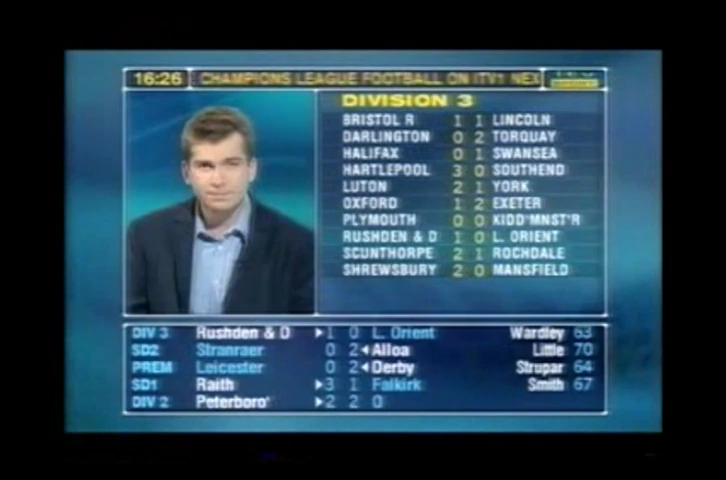 16:26 CHAMPIONS LEAGUE FOOTBALL ON ITV1 NEX
DIVISION 3
BRISTOL R 1 1 LINCOLN
DARLINGTON 0 2 TORQUAY
HALIFAX 0 1 SWANSEA
HARTLEPOOL 3 0 SOUTHEND
LUTON 2 1 YORK
OXFORD 1 2 EXETER
PLYMOUTH 0 0 KIDD'MNST'R
RUSHDEN & D 1 0 L. ORIENT
SCUNTHORPE 2 1 ROCHDALE
SHREWSBURY 2 0 MANSFIELD
DIV 3 Rushden & D ▶1 0 L. Orient Wardley 63
SD2 Stranraer 0 2◀Alloa Little 70
PREM Leicester 0 2◀Derby Strupar 64
SD1 Raith ▶3 1 Falkirk Smith 67
DIV 2 Peterboro' ▶2 2 0